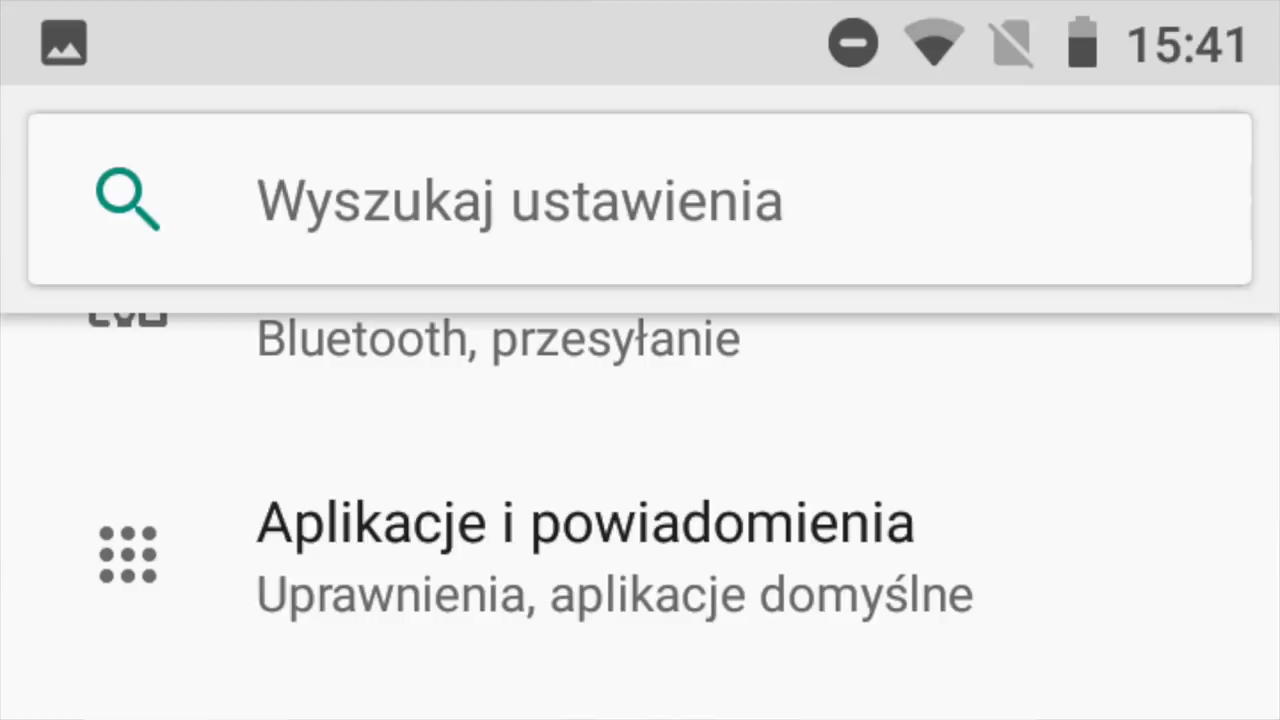 15:41
Wyszukaj ustawienia
Bluetooth, przesyłanie
Aplikacje i powiadomienia
Uprawnienia, aplikacje domyślne